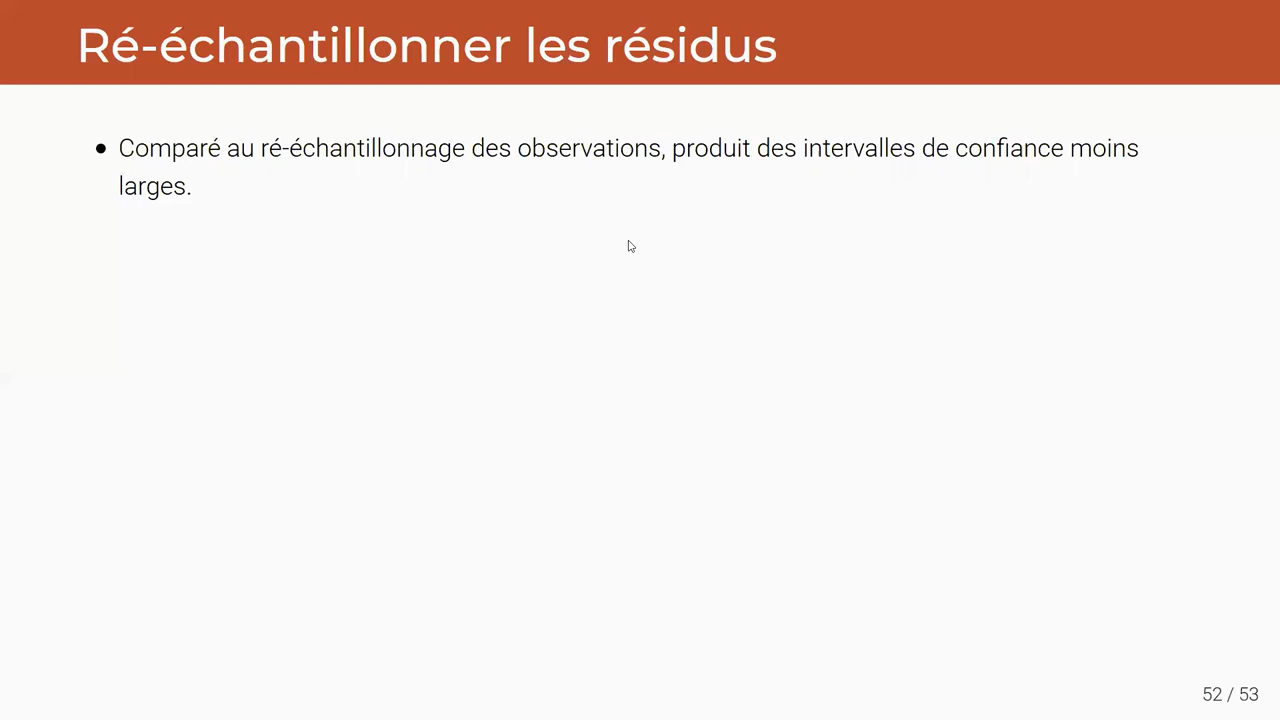 Ré-échantillonner les résidus
• Comparé au ré-échantillonnage des observations, produit des intervalles de confiance moins
larges.
52 / 53